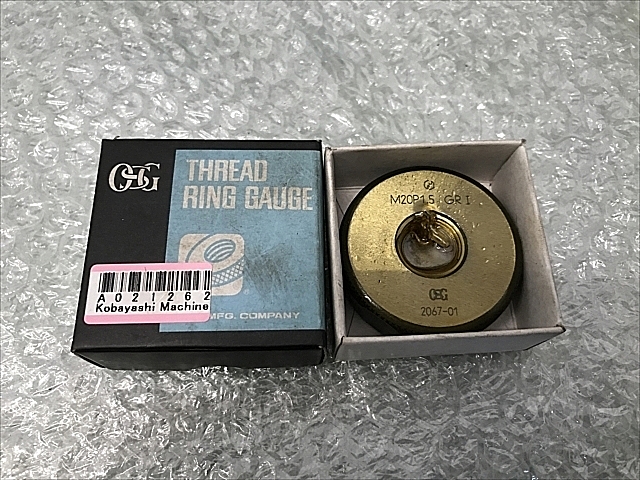 OSG
THREAD
RING GAUGE
MFG. COMPANY
A021262
Kobayashi Machine
M20P1.5 GR I
OSG
2067-01